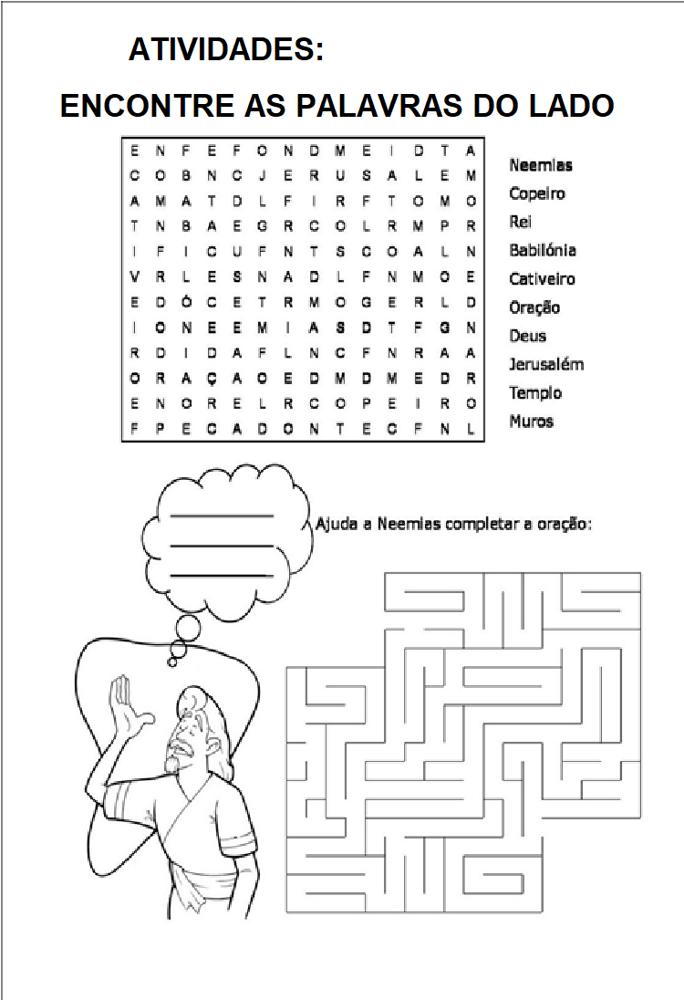 ATIVIDADES:
ENCONTRE AS PALAVRAS DO LADO
E N F E F O N D M E I D T A
C O B N C J E R U S A L E M
A M A T D L F I R F T O M O
T N B A E G R C O L R M P R
I F I C U F N T S C O A L N
V R L E S N A D L F N M O E
E D Ó C E T R M O G E R L D
I O N E E M I A S D T F G N
R D I D A F L N C F N R A A
O R A Ç A O E D M D M E D R
E N O R E L R C O P E I R O
F P E C A D O N T E C F N L
Neemias
Copeiro
Rei
Babilónia
Cativeiro
Oração
Deus
Jerusalém
Templo
Muros
Ajuda a Neemias completar a oração: